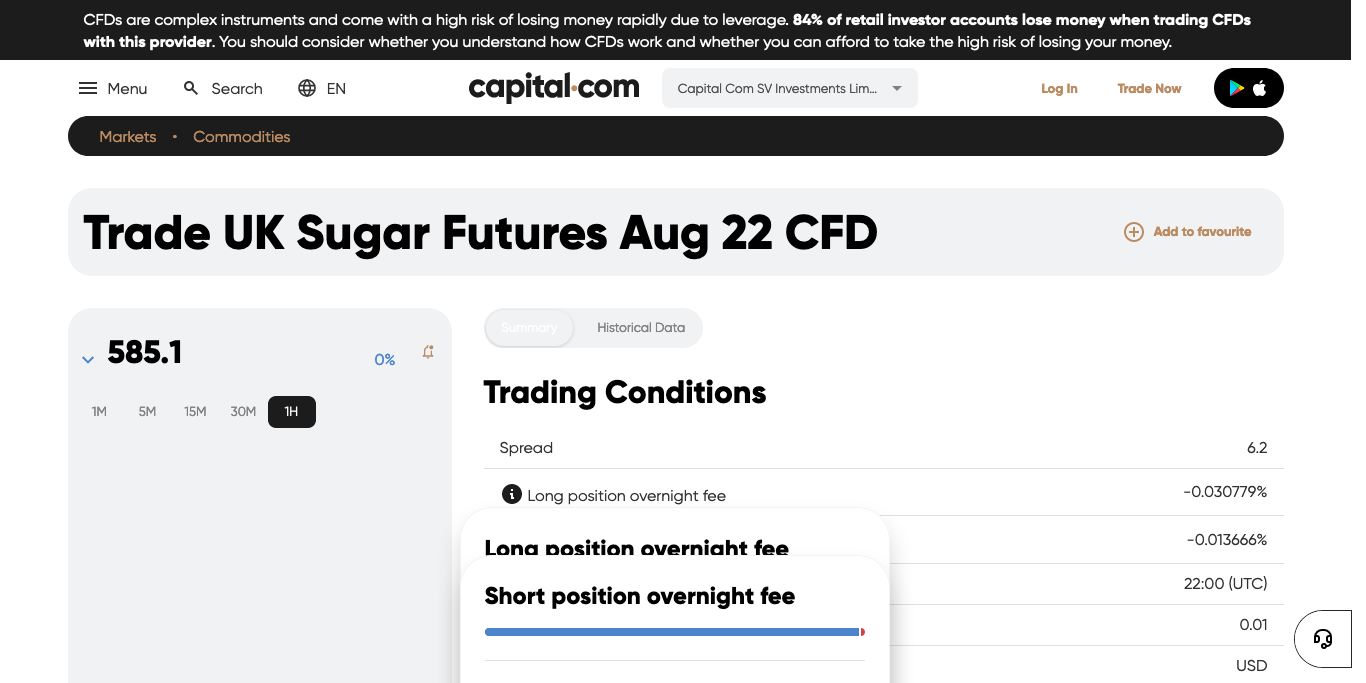 CFDs are complex instruments and come with a high risk of losing money rapidly due to leverage. 84% of retail investor accounts lose money when trading CFDs
with this provider. You should consider whether you understand how CFDs work and whether you can afford to take the high risk of losing your money.
Menu Search EN capital.com Capital Com SV Investments Lim... Log In Trade Now
Markets • Commodities
Trade UK Sugar Futures Aug 22 CFD Add to favourite
585.1 0%
1M 5M 15M 30M 1H
Summary Historical Data
Trading Conditions
Spread 6.2
Long position overnight fee -0.030779%
Long position overnight fee
-0.013666%
Short position overnight fee
22:00 (UTC)
0.01
USD